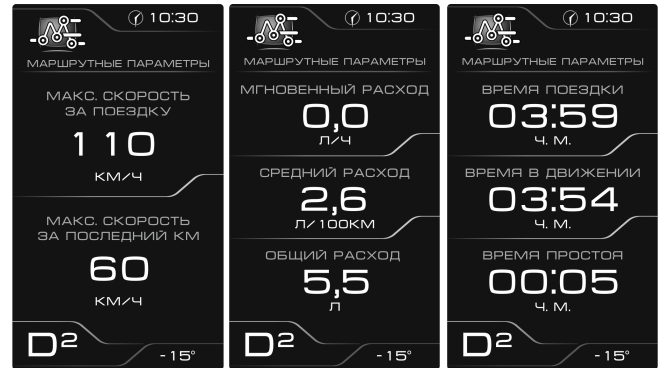 10:30
МАРШРУТНЫЕ ПАРАМЕТРЫ
МАКС. СКОРОСТЬ
ЗА ПОЕЗДКУ
110
КМ/Ч
МАКС. СКОРОСТЬ
ЗА ПОСЛЕДНИЙ КМ
60
КМ/Ч
D²
-15°
10:30
МАРШРУТНЫЕ ПАРАМЕТРЫ
МГНОВЕННЫЙ РАСХОД
0,0
Л/Ч
СРЕДНИЙ РАСХОД
2,6
Л/100КМ
ОБЩИЙ РАСХОД
5,5
Л
D²
-15°
10:30
МАРШРУТНЫЕ ПАРАМЕТРЫ
ВРЕМЯ ПОЕЗДКИ
03:59
Ч. М.
ВРЕМЯ В ДВИЖЕНИИ
03:54
Ч. М.
ВРЕМЯ ПРОСТОЯ
00:05
Ч. М.
D²
-15°